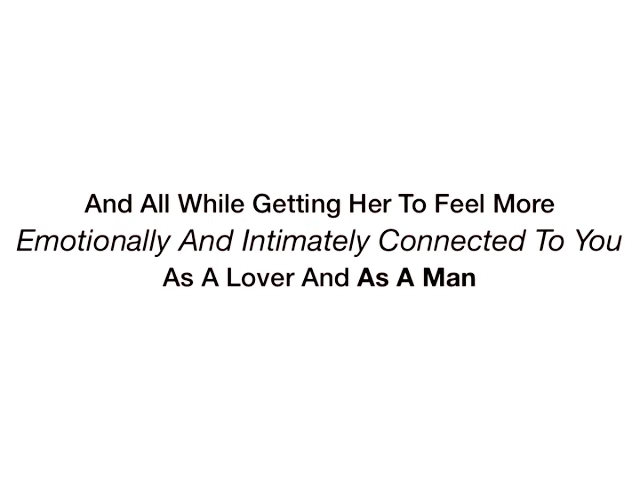 And All While Getting Her To Feel More
Emotionally And Intimately Connected To You
As A Lover And As A Man